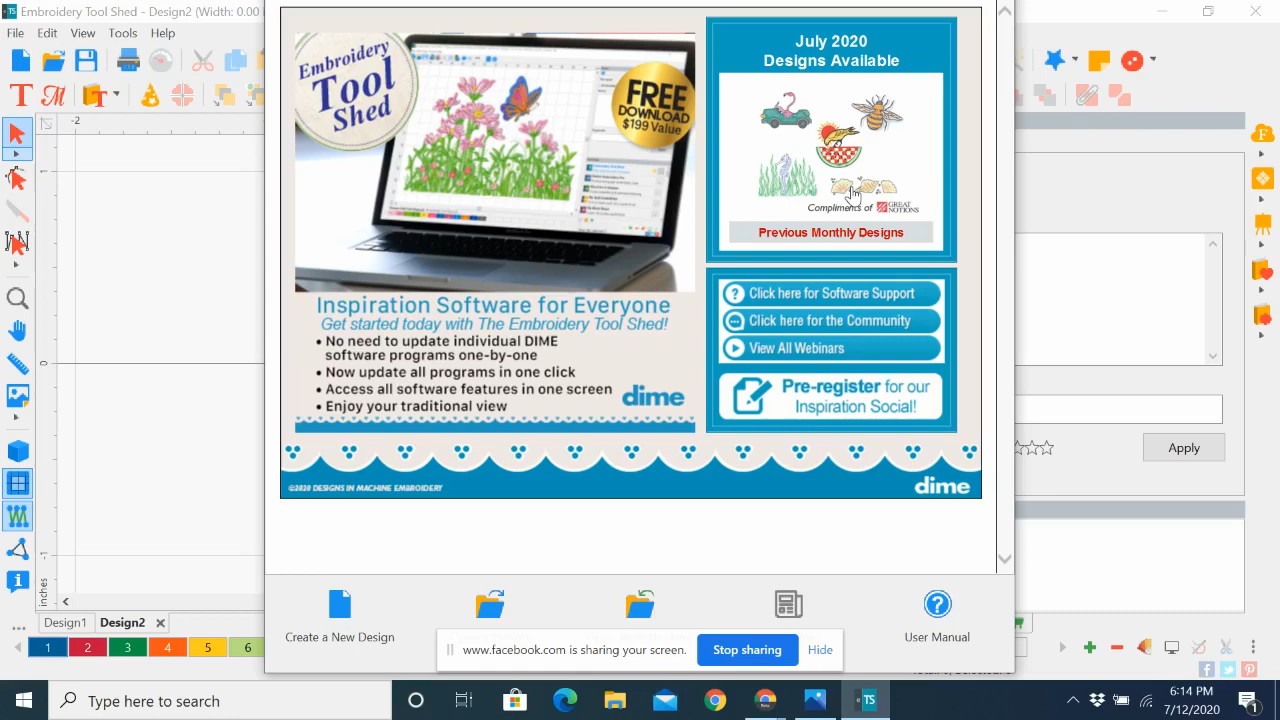 Embroidery Tool Shed - Design2 (Width: 0.00
File Edit View Tools Help
-2
1
0
-1
inches
Embroidery
Tool
Shed
FREE
DOWNLOAD
$199 Value
Inspiration Software for Everyone
Get started today with The Embroidery Tool Shed!
• No need to update individual DIME
software programs one-by-one
• Now update all programs in one click
• Access all software features in one screen
• Enjoy your traditional view
dime
July 2020
Designs Available
Compliments of GREAT NOTIONS
Previous Monthly Designs
Click here for Software Support
Click here for the Community
View All Webinars
Pre-register for our
Inspiration Social!
©2020 DESIGNS IN MACHINE EMBROIDERY
dime
Apply
Create a New Design
User Manual
www.facebook.com is sharing your screen.
Stop sharing
Hide
Design1 Design2
1 2 3 4 5 6
Type here to search
6:14 PM
7/12/2020